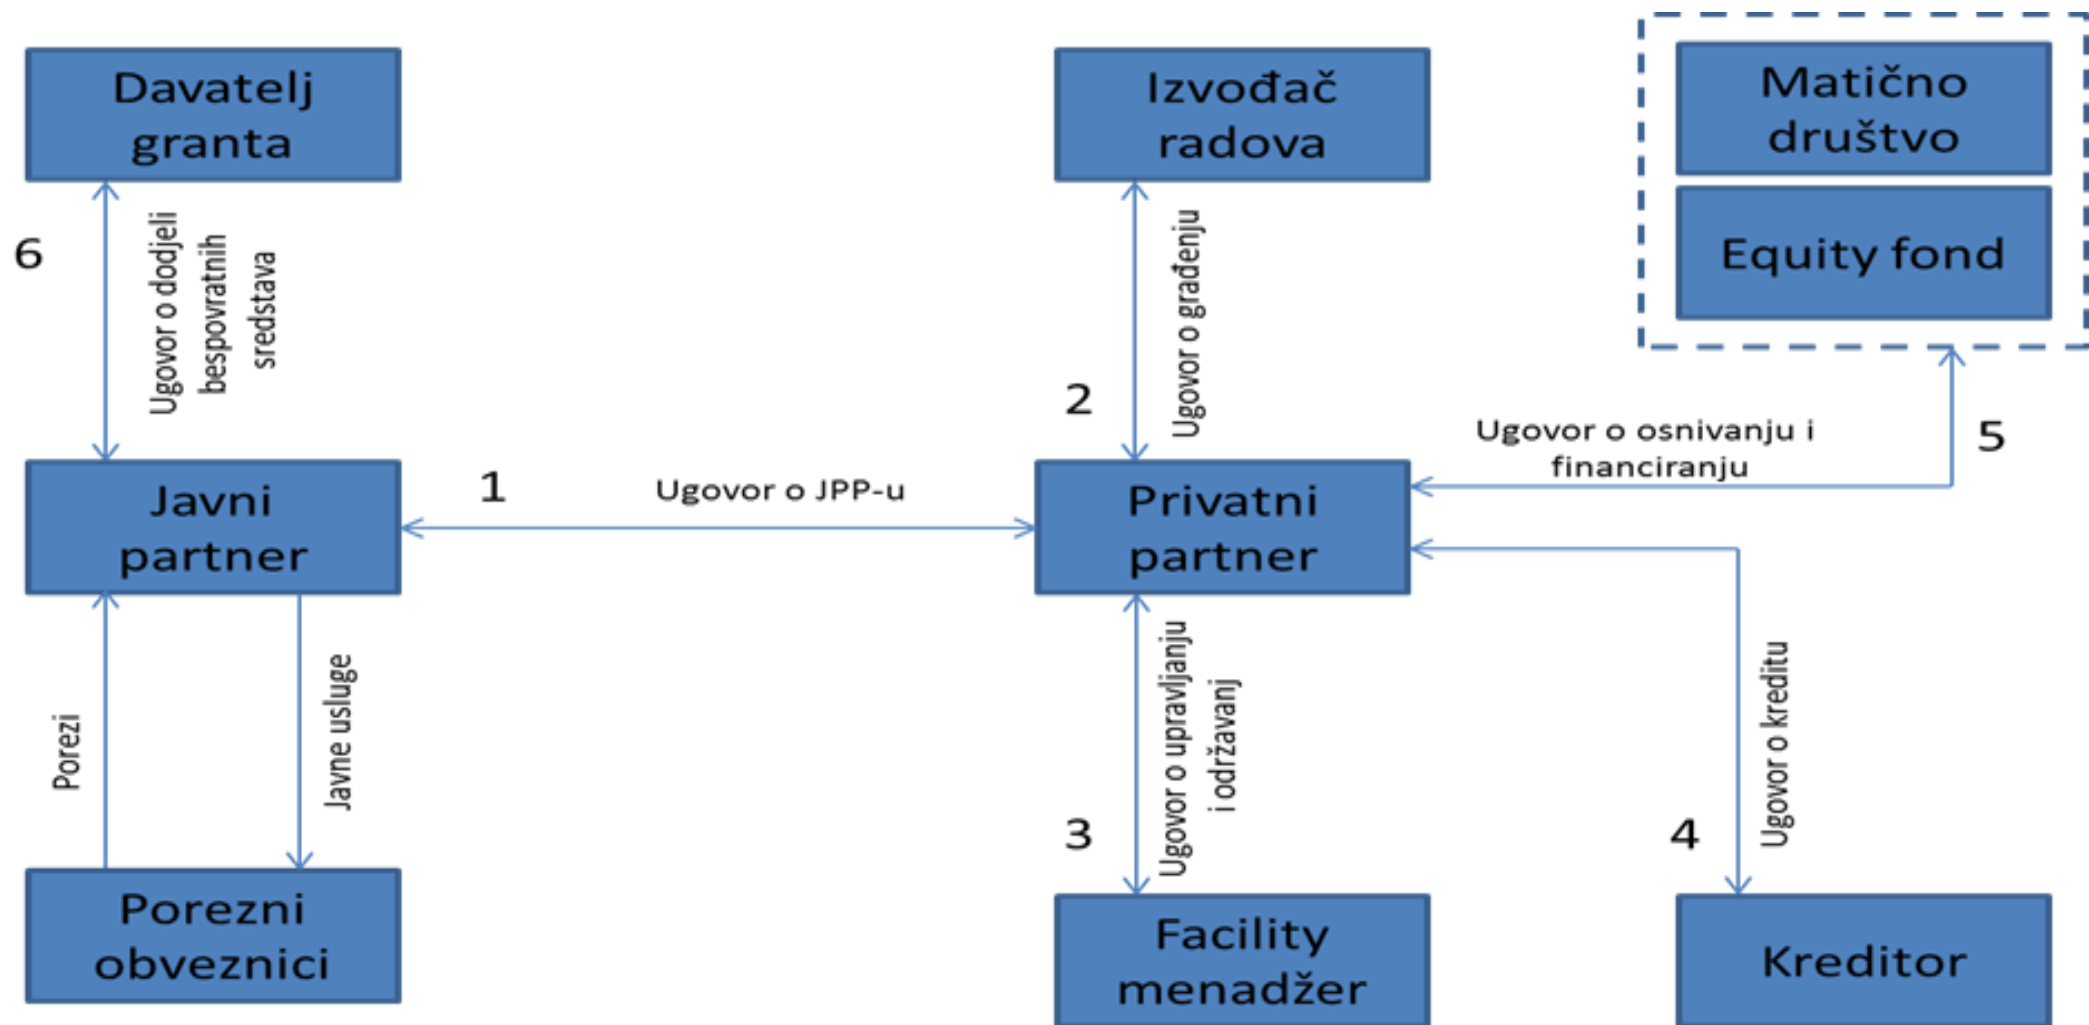 Davatelj
granta
Izvođač
radova
Matično
društvo
Equity fond
6
Ugovor o dodjeli
bespovratnih
sredstava
2
Ugovor o građenju
Ugovor o osnivanju i
financiranju
5
Javni
partner
1
Ugovor o JPP-u
Privatni
partner
Porezi
Javne usluge
3
Ugovor o upravljanju
i održavanj
4
Ugovor o kreditu
Porezni
obveznici
Facility
menadžer
Kreditor